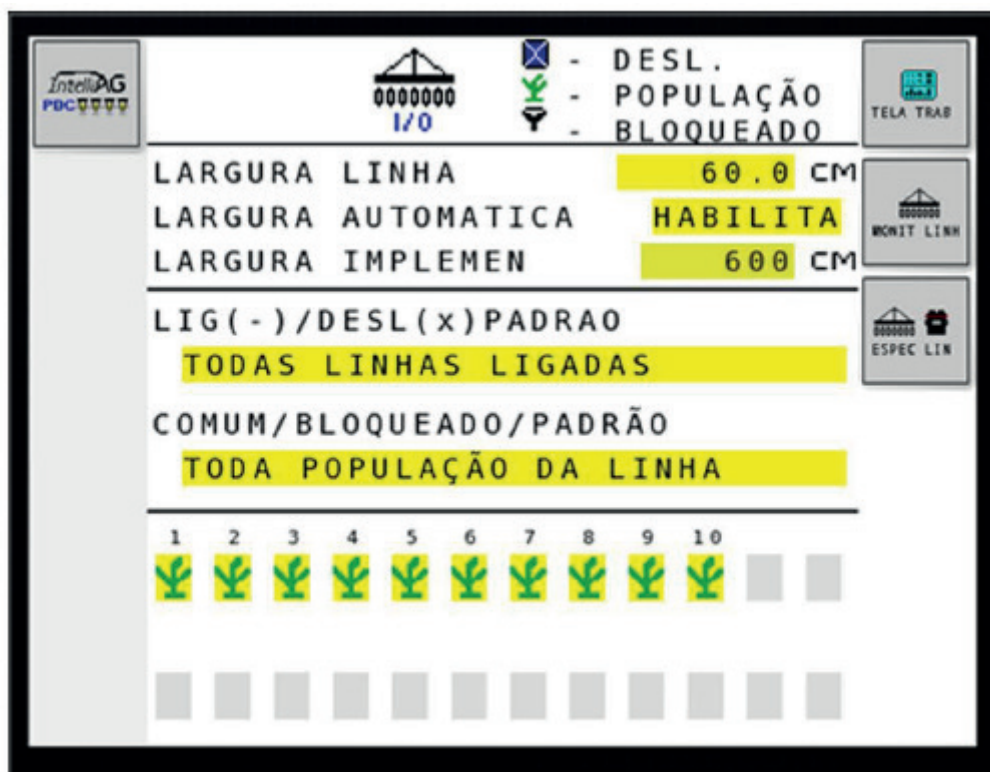 IntelliAG
PDC
I/O
- DESL.
- POPULAÇÃO
- BLOQUEADO
TELA TRAB
LARGURA LINHA 60.0 CM
LARGURA AUTOMATICA HABILITA
LARGURA IMPLEMEN 600 CM
MONIT LINH
LIG(-)/DESL(x)PADRAO
TODAS LINHAS LIGADAS
ESPEC LIN
COMUM/BLOQUEADO/PADRÃO
TODA POPULAÇÃO DA LINHA
1 2 3 4 5 6 7 8 9 10